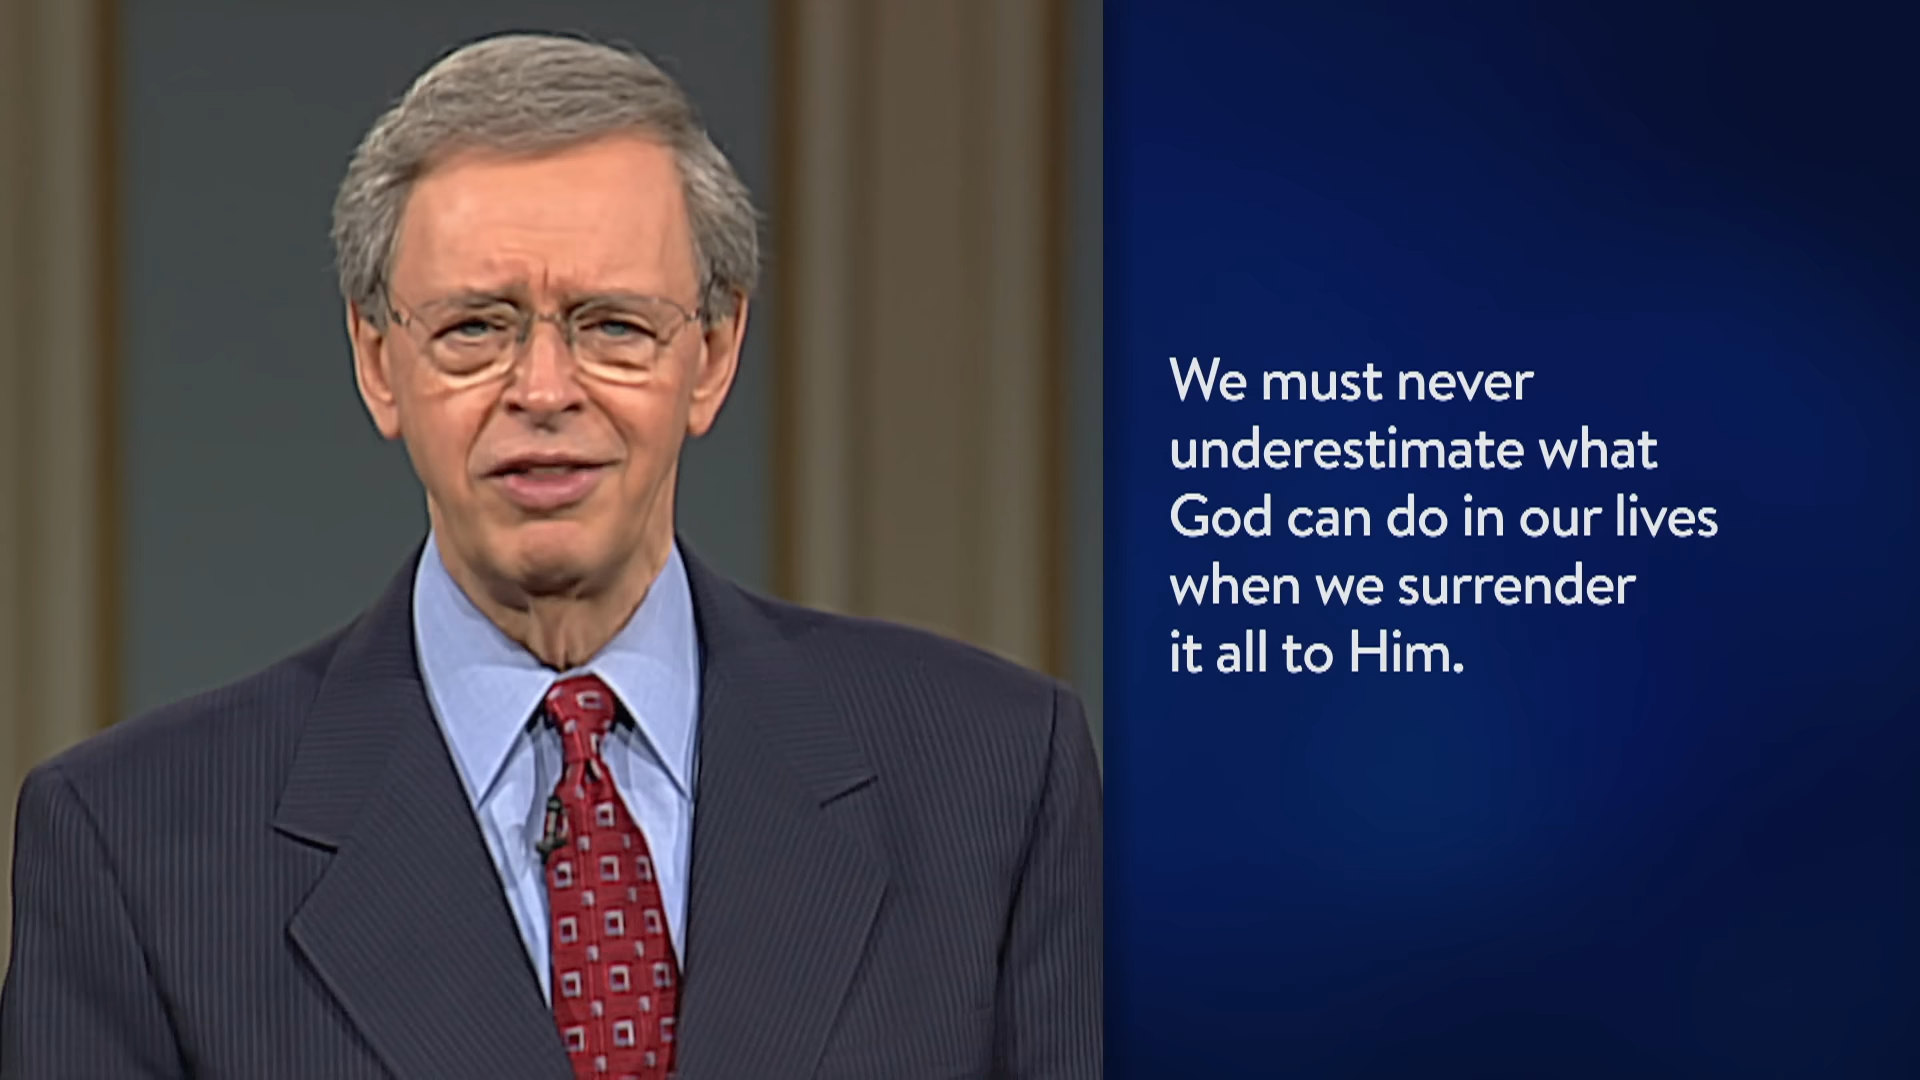 We must never
underestimate what
God can do in our lives
when we surrender
it all to Him.